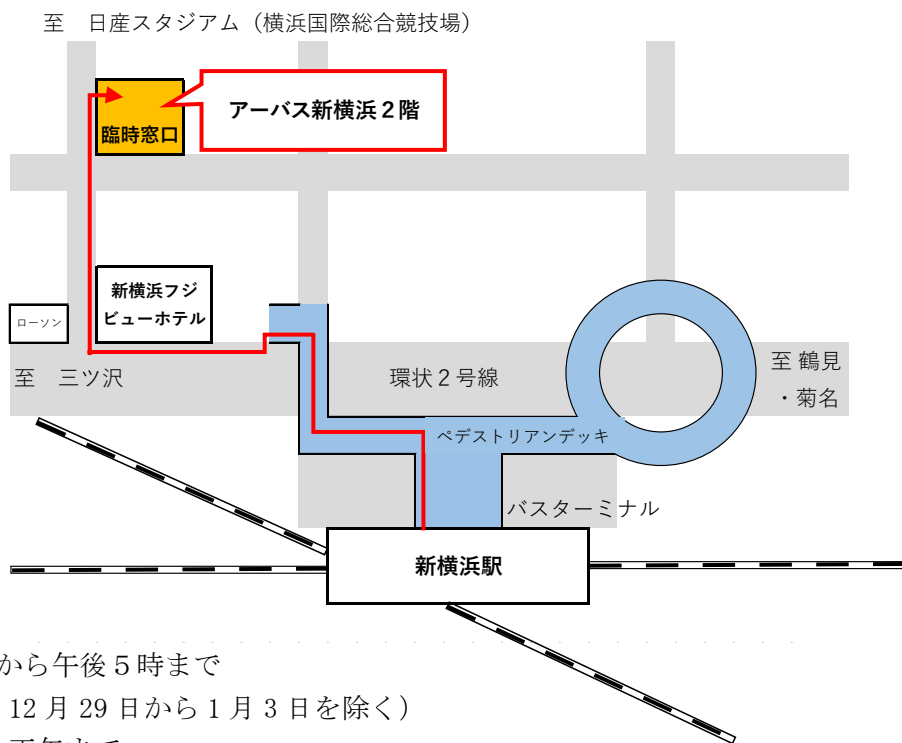 至　日産スタジアム（横浜国際総合競技場）
アーバス新横浜２階
臨時窓口
新横浜フジ
ビューホテル
ローソン
至　三ツ沢
環状２号線
至 鶴見
・菊名
ペデストリアンデッキ
バスターミナル
新横浜駅
から午後５時まで
12 月 29 日から 1 月 3 日を除く）